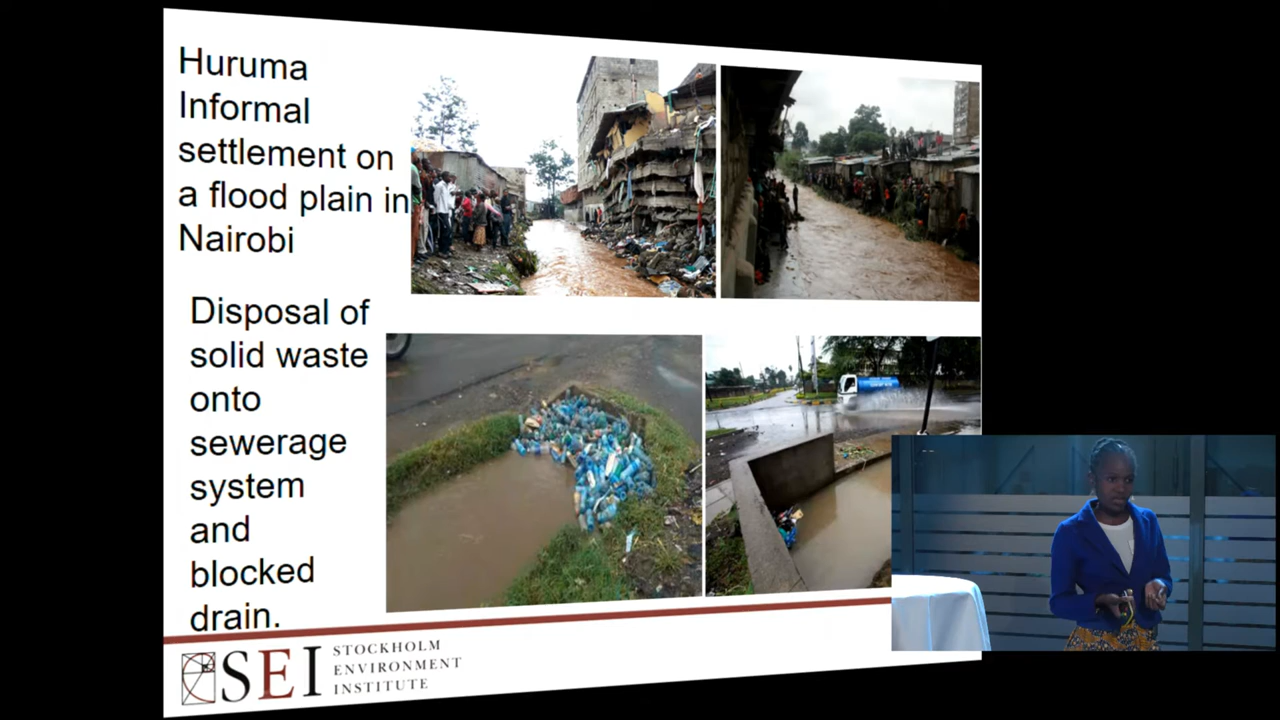 Huruma
Informal
settlement on
a flood plain in
Nairobi
Disposal of
solid waste
onto
sewerage
system
and
blocked
drain.
SEI
STOCKHOLM
ENVIRONMENT
INSTITUTE